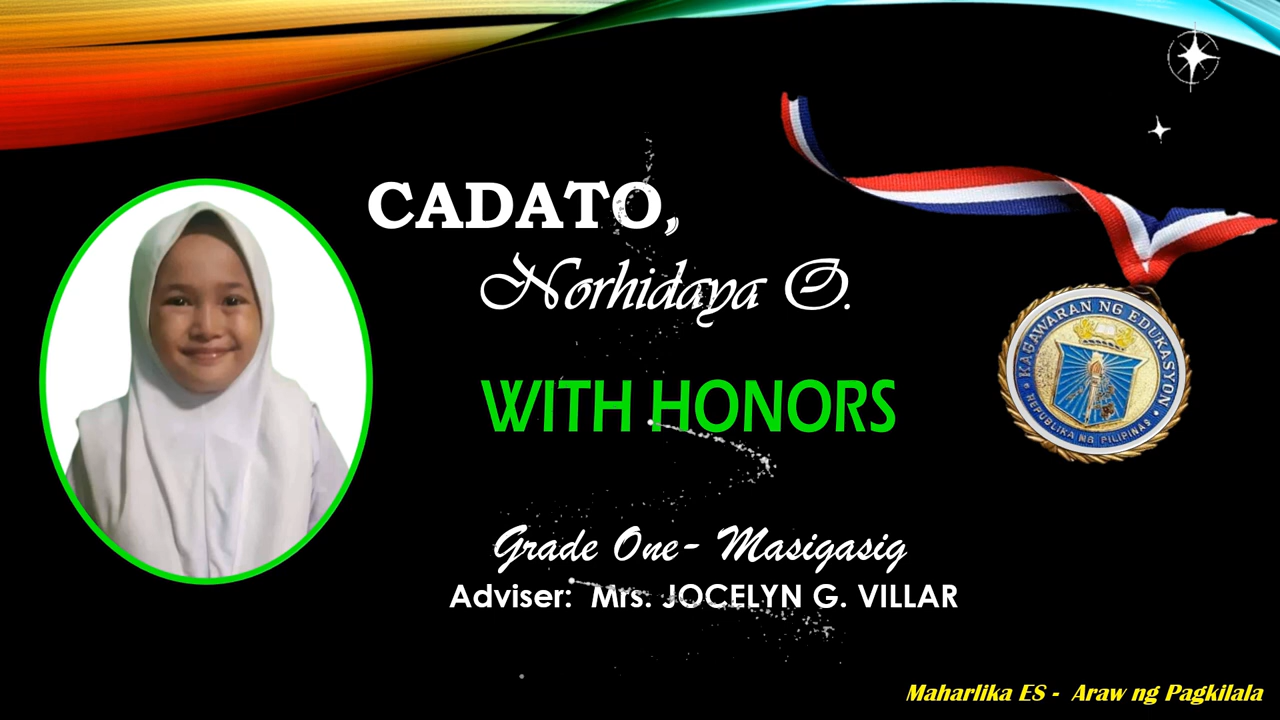 CADATO,
Norhidaya O.
WITH HONORS
KAGAWARAN NG EDUKASYON
REPUBLIKA NG PILIPINAS
Grade One- Masigasig
Adviser:  Mrs. JOCELYN G. VILLAR
Maharlika ES -  Araw ng Pagkilala